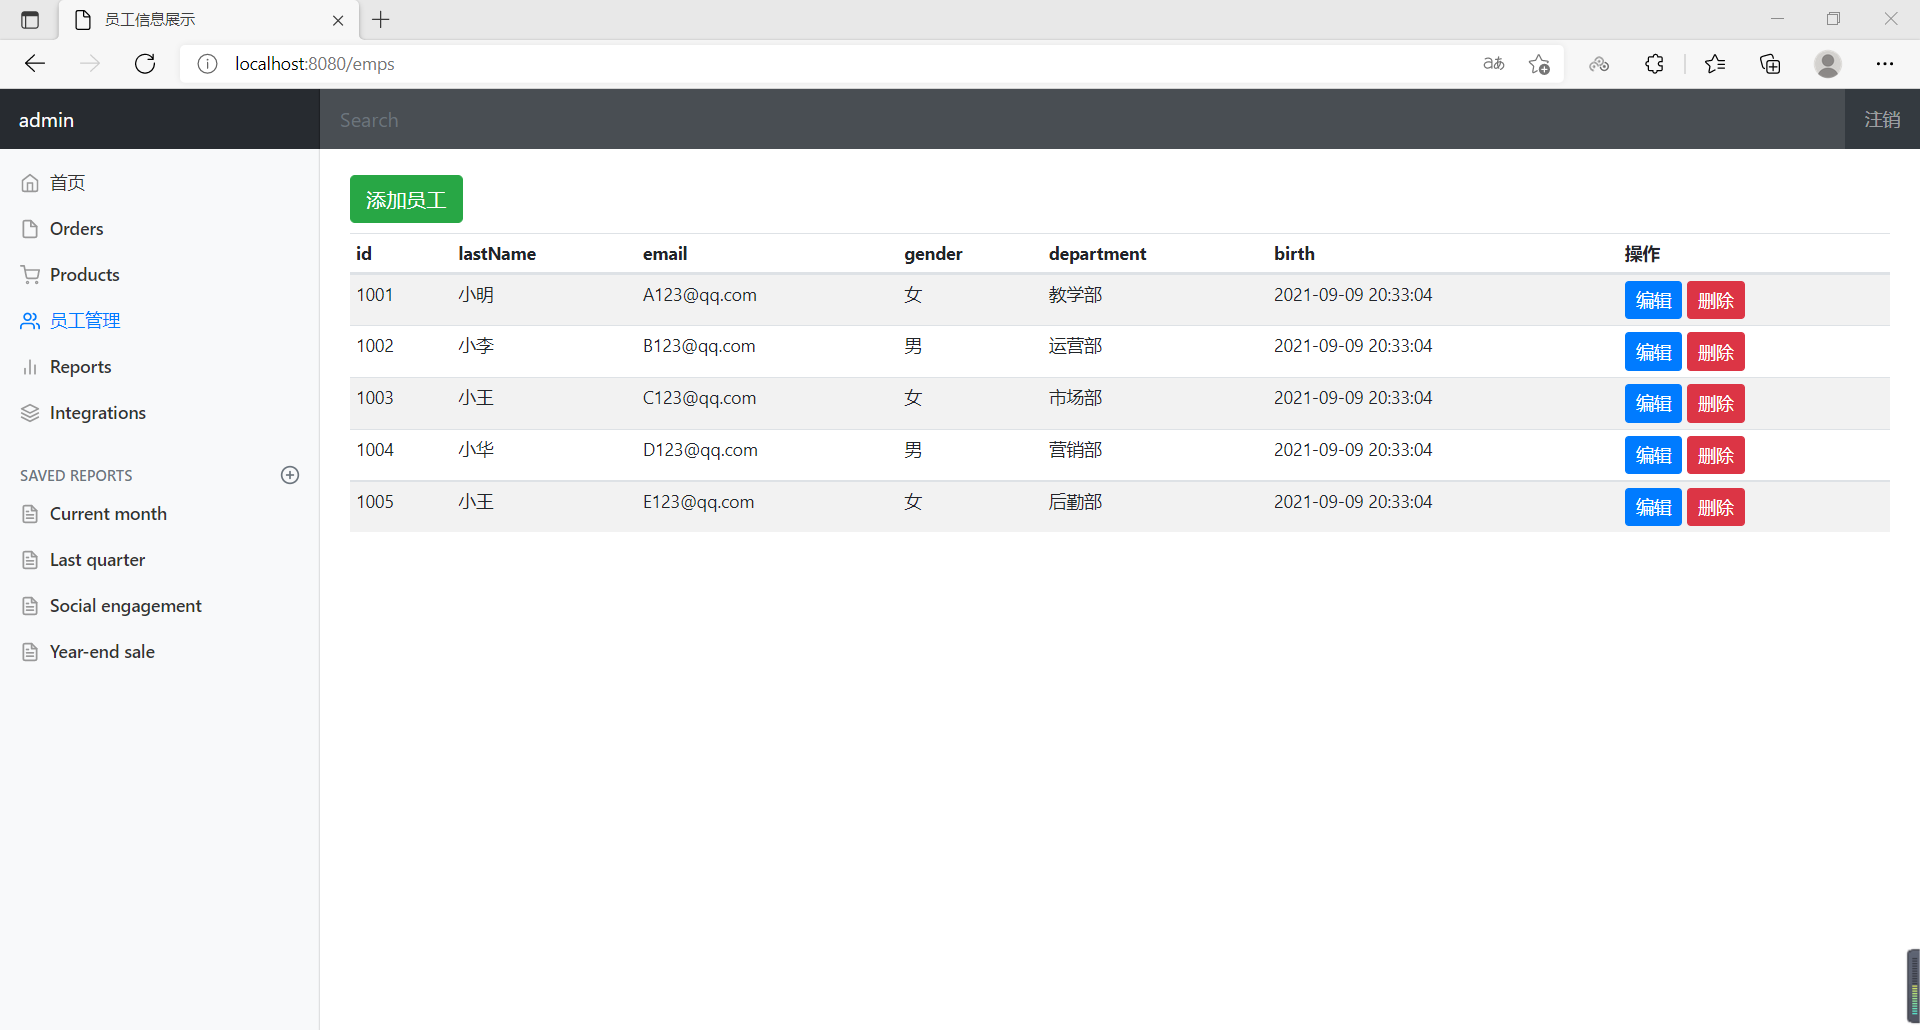 员工信息展示
localhost:8080/emps
aあ
admin
Search
注销
首页
Orders
Products
员工管理
Reports
Integrations
SAVED REPORTS
Current month
Last quarter
Social engagement
Year-end sale
添加员工
id lastName email gender department birth 操作
1001 小明 A123@qq.com 女 教学部 2021-09-09 20:33:04 编辑 删除
1002 小李 B123@qq.com 男 运营部 2021-09-09 20:33:04 编辑 删除
1003 小王 C123@qq.com 女 市场部 2021-09-09 20:33:04 编辑 删除
1004 小华 D123@qq.com 男 营销部 2021-09-09 20:33:04 编辑 删除
1005 小王 E123@qq.com 女 后勤部 2021-09-09 20:33:04 编辑 删除